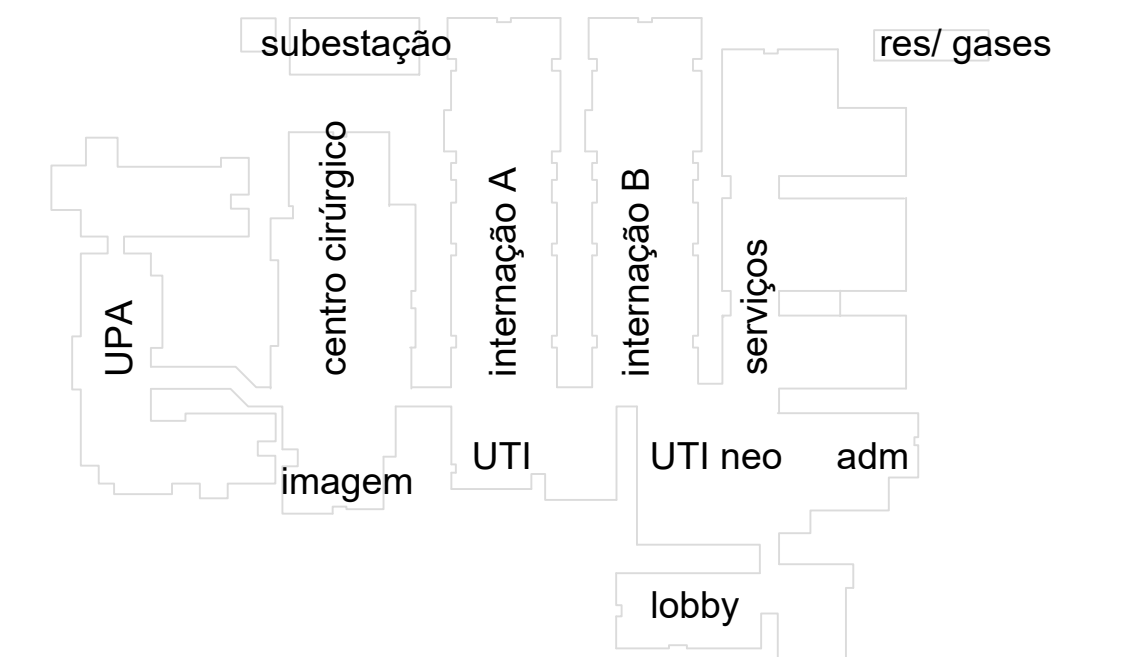 subestação
res/ gases
centro cirúrgico
internação A
internação B
serviços
UPA
UTI
UTI neo
adm
imagem
lobby